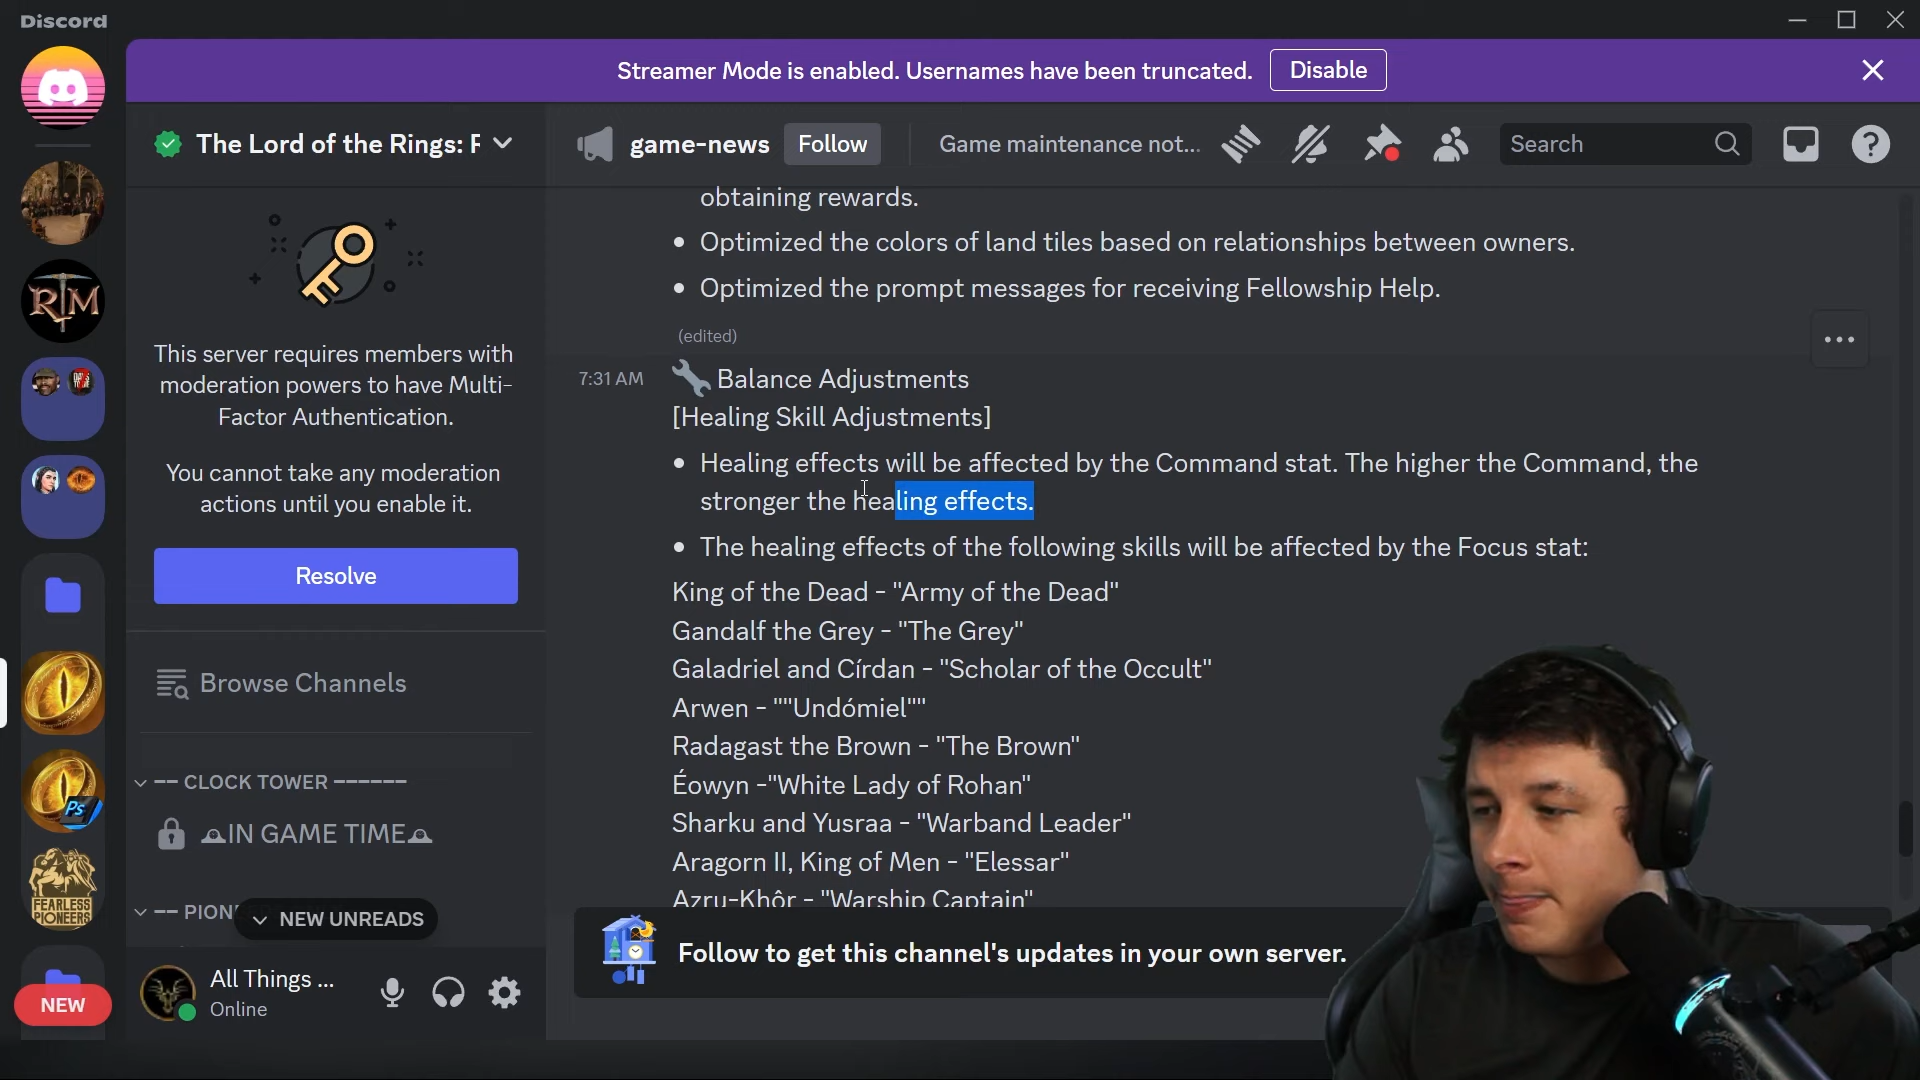 Discord
Streamer Mode is enabled. Usernames have been truncated.
Disable
The Lord of the Rings: R
game-news
Follow
Game maintenance not...
Search
RTM
This server requires members with
moderation powers to have Multi-
Factor Authentication.
You cannot take any moderation
actions until you enable it.
Resolve
Browse Channels
-- CLOCK TOWER ------
IN GAME TIME
-- PION
NEW UNREADS
Ps
FEARLESS
PIONEERS
NEW
All Things ...
Online
obtaining rewards.
• Optimized the colors of land tiles based on relationships between owners.
• Optimized the prompt messages for receiving Fellowship Help.
(edited)
7:31 AM
Balance Adjustments
[Healing Skill Adjustments]
• Healing effects will be affected by the Command stat. The higher the Command, the
stronger the healing effects.
• The healing effects of the following skills will be affected by the Focus stat:
King of the Dead - "Army of the Dead"
Gandalf the Grey - "The Grey"
Galadriel and Círdan - "Scholar of the Occult"
Arwen - ""Undómiel""
Radagast the Brown - "The Brown"
Éowyn -"White Lady of Rohan"
Sharku and Yusraa - "Warband Leader"
Aragorn II, King of Men - "Elessar"
Azru-Khôr - "Warship Captain"
Follow to get this channel's updates in your own server.